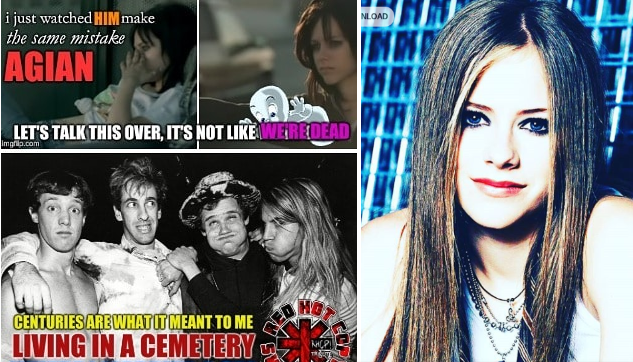 i just watched HIM make
the same mistake
AGIAN
LET'S TALK THIS OVER, IT'S NOT LIKE WE'RE DEAD
imgflip.com
NLOAD
CENTURIES ARE WHAT IT MEANT TO ME
LIVING IN A CEMETERY
RED HOT